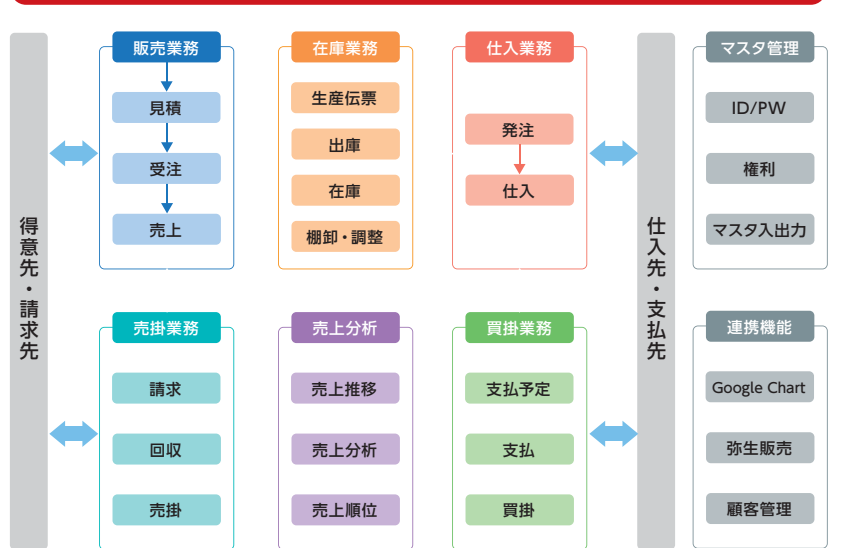 得意先・請求先
販売業務
見積
受注
売上
在庫業務
生産伝票
出庫
在庫
棚卸・調整
仕入業務
発注
仕入
売掛業務
請求
回収
売掛
売上分析
売上推移
売上分析
売上順位
買掛業務
支払予定
支払
買掛
仕入先・支払先
マスタ管理
ID/PW
権利
マスタ入出力
連携機能
Google Chart
弥生販売
顧客管理